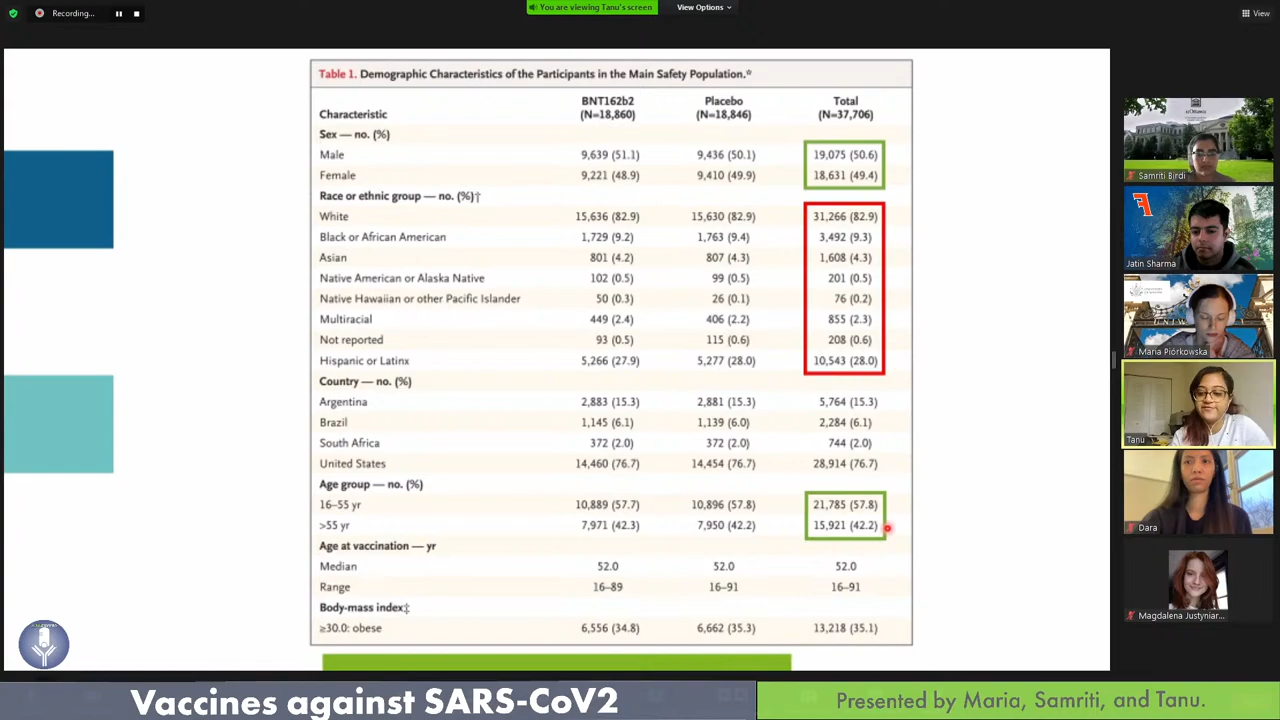 Recording...
You are viewing Tanu's screen
View Options
View
Table 1. Demographic Characteristics of the Participants in the Main Safety Population.*
Characteristic BNT162b2 (N=18,860) Placebo (N=18,846) Total (N=37,706)
Sex — no. (%)
Male 9,639 (51.1) 9,436 (50.1) 19,075 (50.6)
Female 9,221 (48.9) 9,410 (49.9) 18,631 (49.4)
Race or ethnic group — no. (%)†
White 15,636 (82.9) 15,630 (82.9) 31,266 (82.9)
Black or African American 1,729 (9.2) 1,763 (9.4) 3,492 (9.3)
Asian 801 (4.2) 807 (4.3) 1,608 (4.3)
Native American or Alaska Native 102 (0.5) 99 (0.5) 201 (0.5)
Native Hawaiian or other Pacific Islander 50 (0.3) 26 (0.1) 76 (0.2)
Multiracial 449 (2.4) 406 (2.2) 855 (2.3)
Not reported 93 (0.5) 115 (0.6) 208 (0.6)
Hispanic or Latinx 5,266 (27.9) 5,277 (28.0) 10,543 (28.0)
Country — no. (%)
Argentina 2,883 (15.3) 2,881 (15.3) 5,764 (15.3)
Brazil 1,145 (6.1) 1,139 (6.0) 2,284 (6.1)
South Africa 372 (2.0) 372 (2.0) 744 (2.0)
United States 14,460 (76.7) 14,454 (76.7) 28,914 (76.7)
Age group — no. (%)
16–55 yr 10,889 (57.7) 10,896 (57.8) 21,785 (57.8)
>55 yr 7,971 (42.3) 7,950 (42.2) 15,921 (42.2)
Age at vaccination — yr
Median 52.0 52.0 52.0
Range 16–89 16–91 16–91
Body-mass index‡
≥30.0: obese 6,556 (34.8) 6,662 (35.3) 13,218 (35.1)
uOttawa
Samriti Birdi
Jatin Sharma
Maria Piórkowska
Tanu
Dara
Magdalena Justyniar...
Vaccines against SARS-CoV2
Presented by Maria, Samriti, and Tanu.